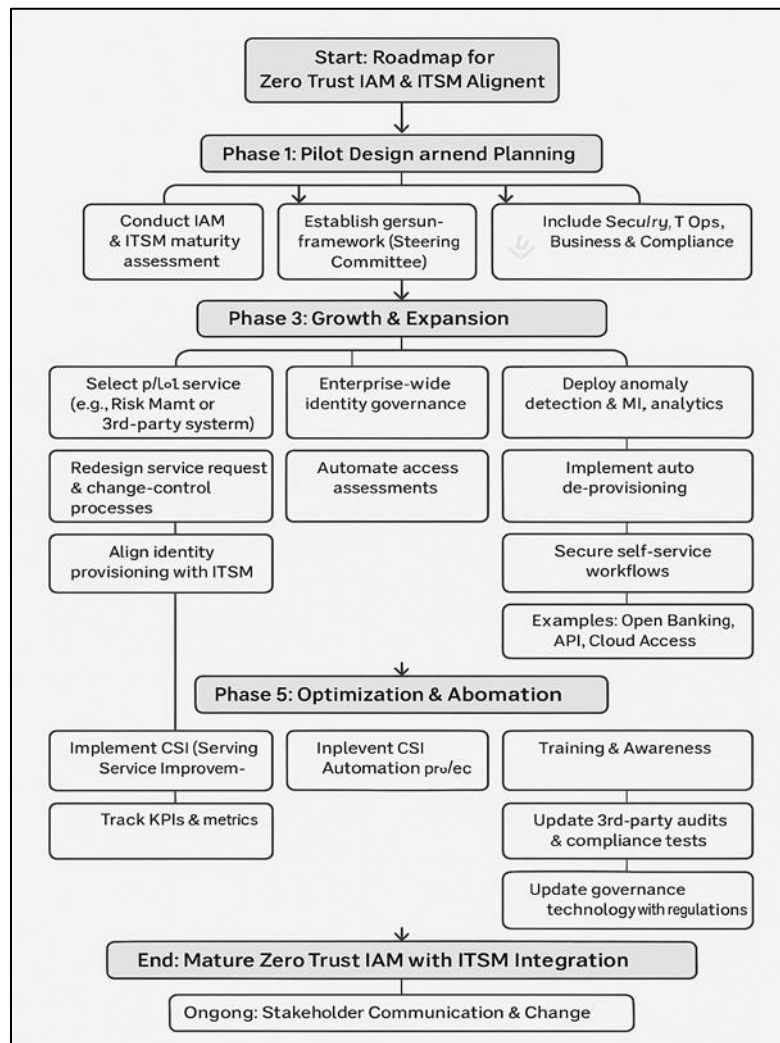 Start: Roadmap for
Zero Trust IAM & ITSM Alignent
Phase 1: Pilot Design arnend Planning
Conduct IAM
& ITSM maturity
assessment
Establish gersun-
framework (Steering
Committee)
Include Seculry, T Ops,
Business & Compliance
Phase 3: Growth & Expansion
Select service
(e.g., Risk Mamt or
3rd-party systerm)
Redesign service request
& change-control
processes
Align identity
provisioning with ITSM
Enterprise-wide
identity governance
Automate access
assessments
Deploy anomaly
detection & MI, analytics
Implement auto
de-provisioning
Secure self-service
workflows
Examples: Open Banking,
API, Cloud Access
Phase 5: Optimization & Abomation
Implement CSI (Serving
Service Improvem-
Track KPIs & metrics
Inplevent CSI
Automation
Training & Awareness
Update 3rd-party audits
& compliance tests
Update governance
technology with regulations
End: Mature Zero Trust IAM with ITSM Integration
Ongong: Stakeholder Communication & Change